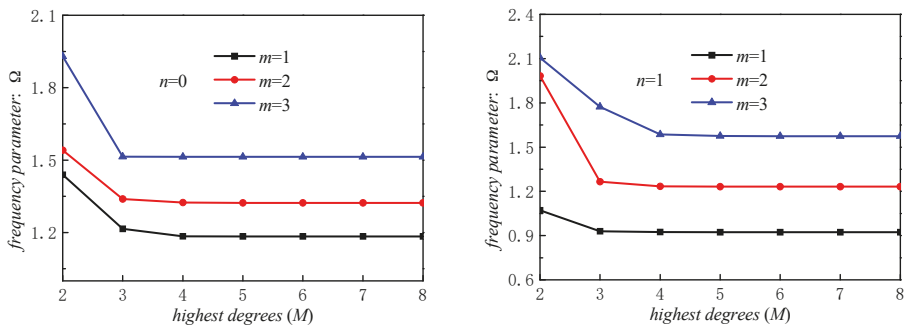 2.1
1.8
1.5
1.2
frequency parameter: Ω
n=0
m=1
m=2
m=3
2 3 4 5 6 7 8
highest degrees (M)
2.4
2.1
1.8
1.5
1.2
0.9
0.6
frequency parameter: Ω
n=1
m=1
m=2
m=3
2 3 4 5 6 7 8
highest degrees (M)